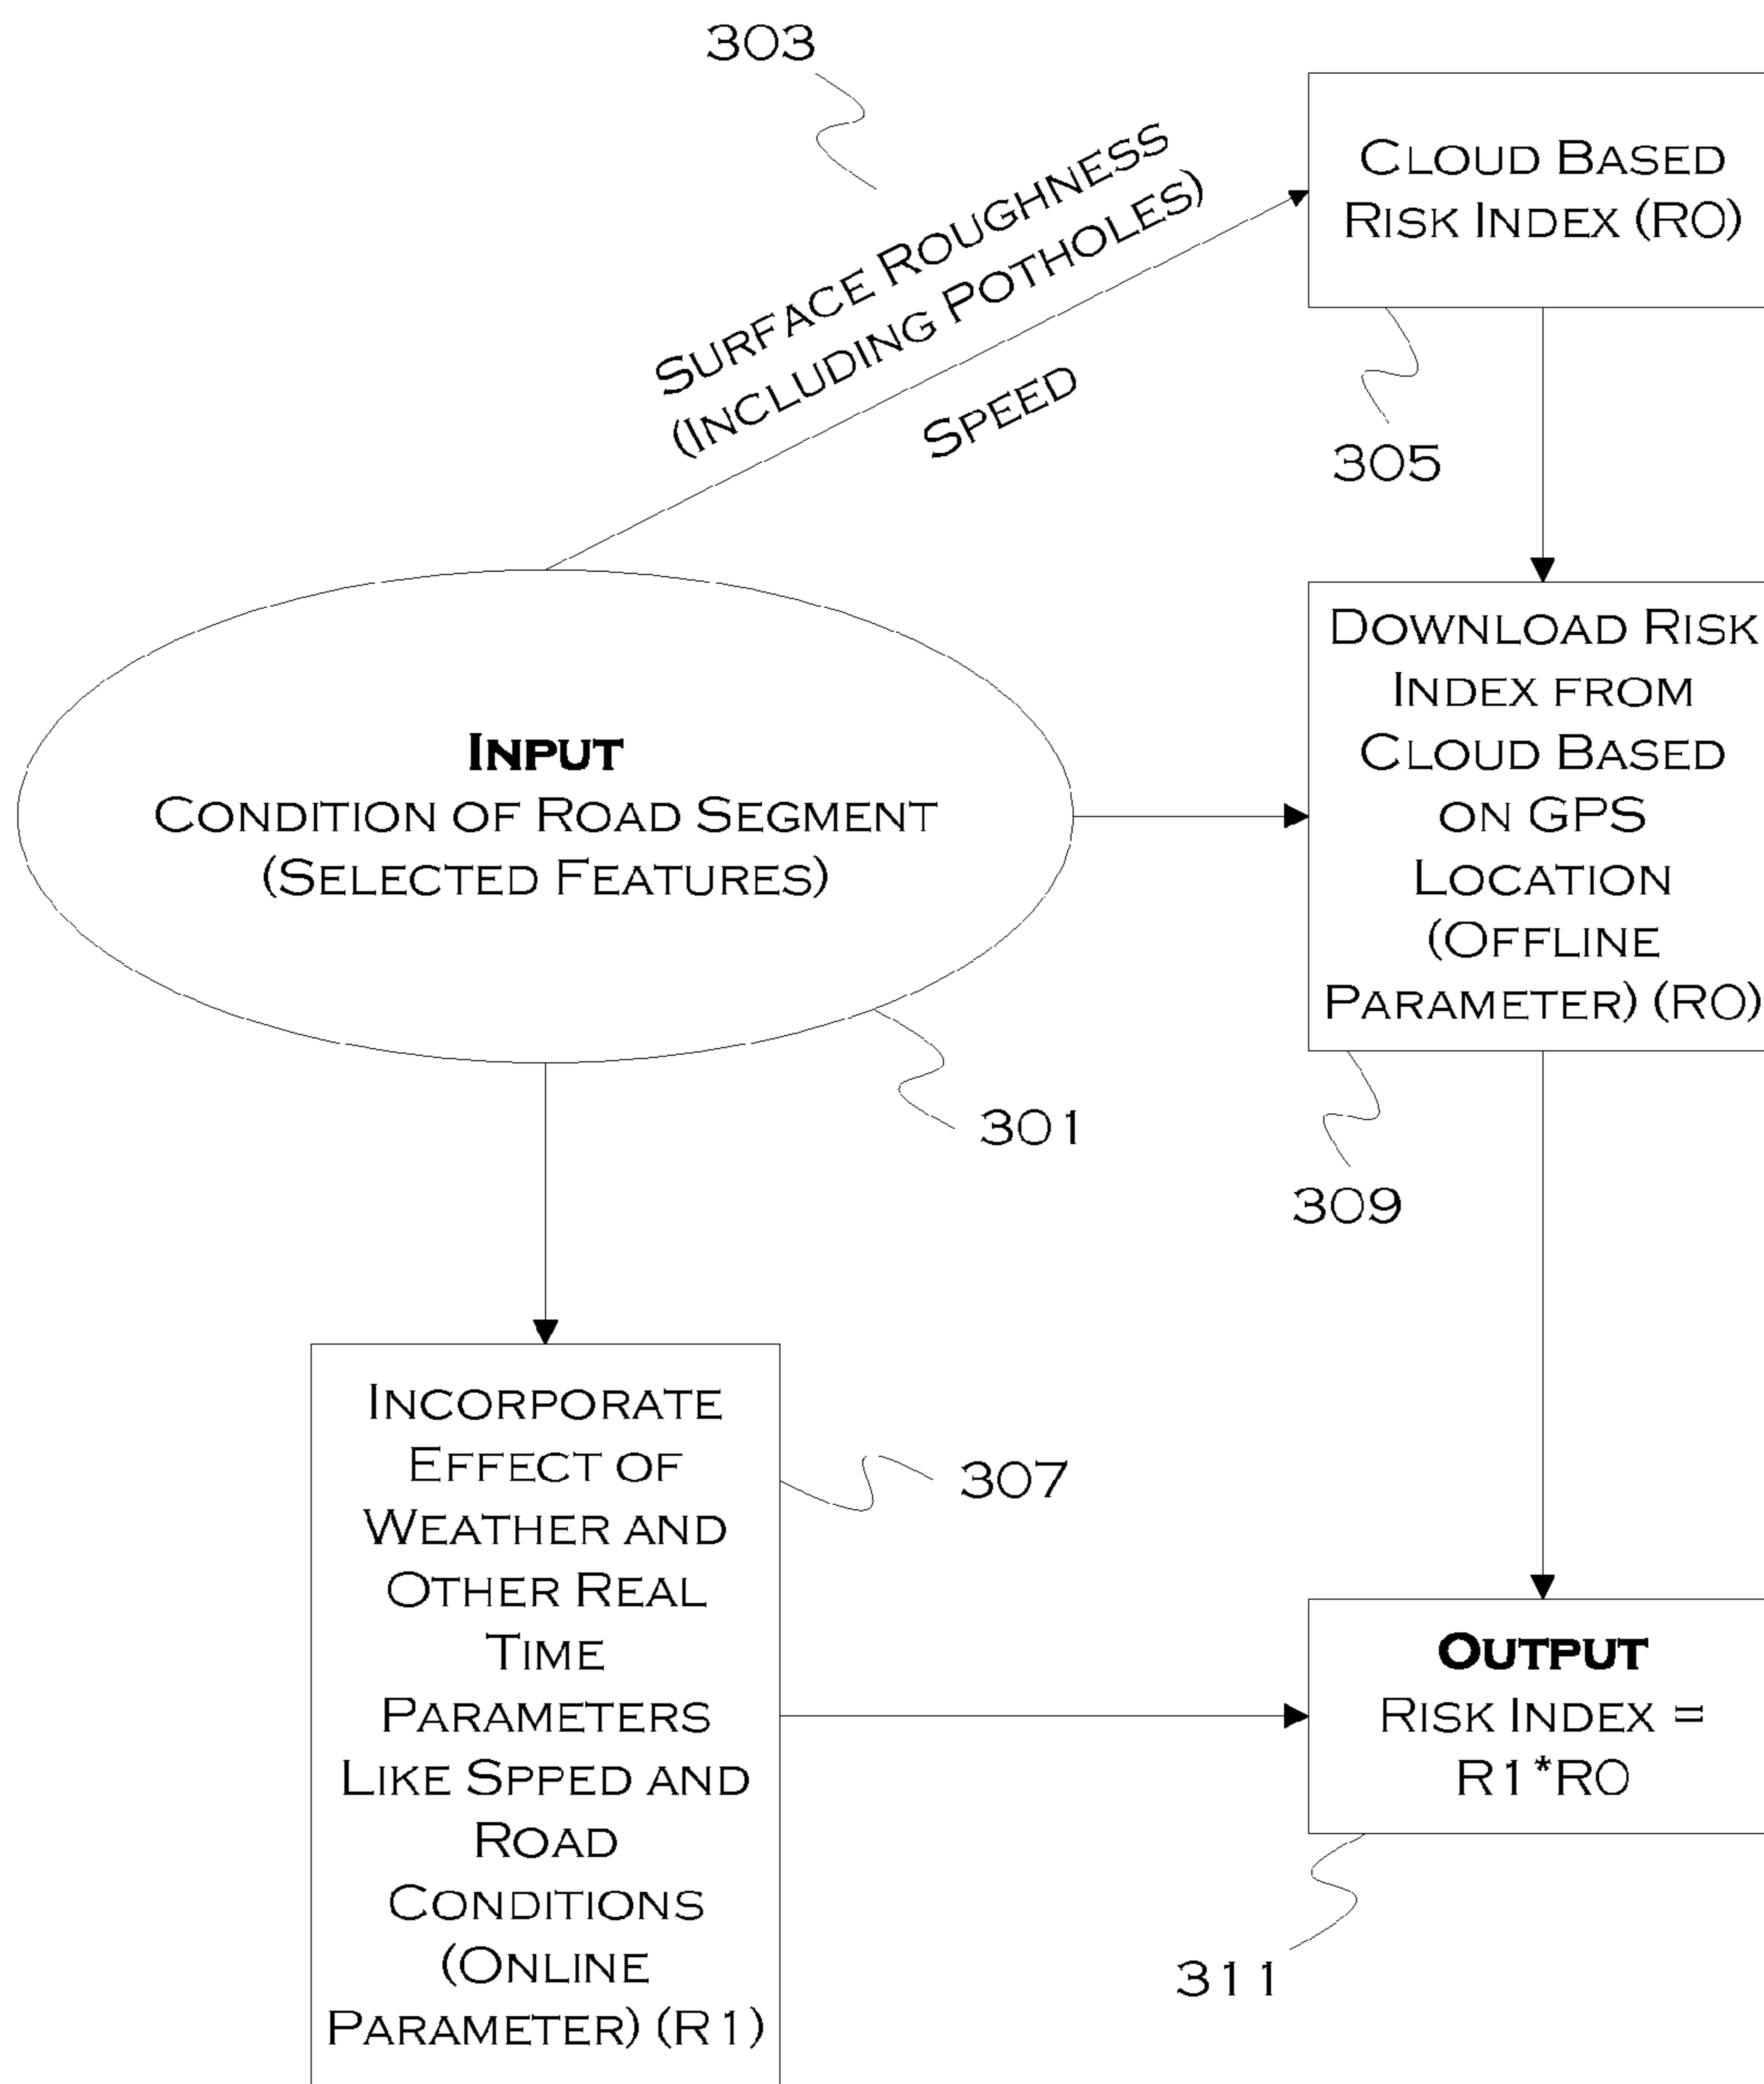 303
Surface Roughness
(Including Potholes)
Speed
Cloud Based
Risk Index (R0)
305
Input
Condition of Road Segment
(Selected Features)
301
Download Risk
Index from
Cloud Based
on GPS
Location
(Offline
Parameter) (R0)
309
Incorporate
Effect of
Weather and
Other Real
Time
Parameters
Like Spped and
Road
Conditions
(Online
Parameter) (R1)
307
Output
Risk Index =
R1*R0
311